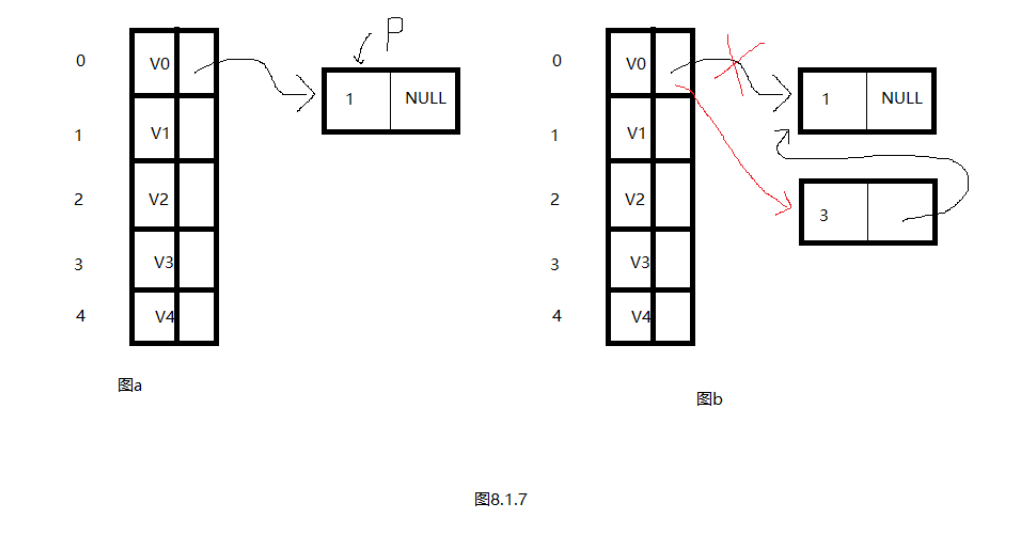 P
0 V0 1 NULL
1 V1
2 V2
3 V3
4 V4
图a
0 V0 1 NULL
1 V1
2 V2 3
3 V3
4 V4
图b
图8.1.7